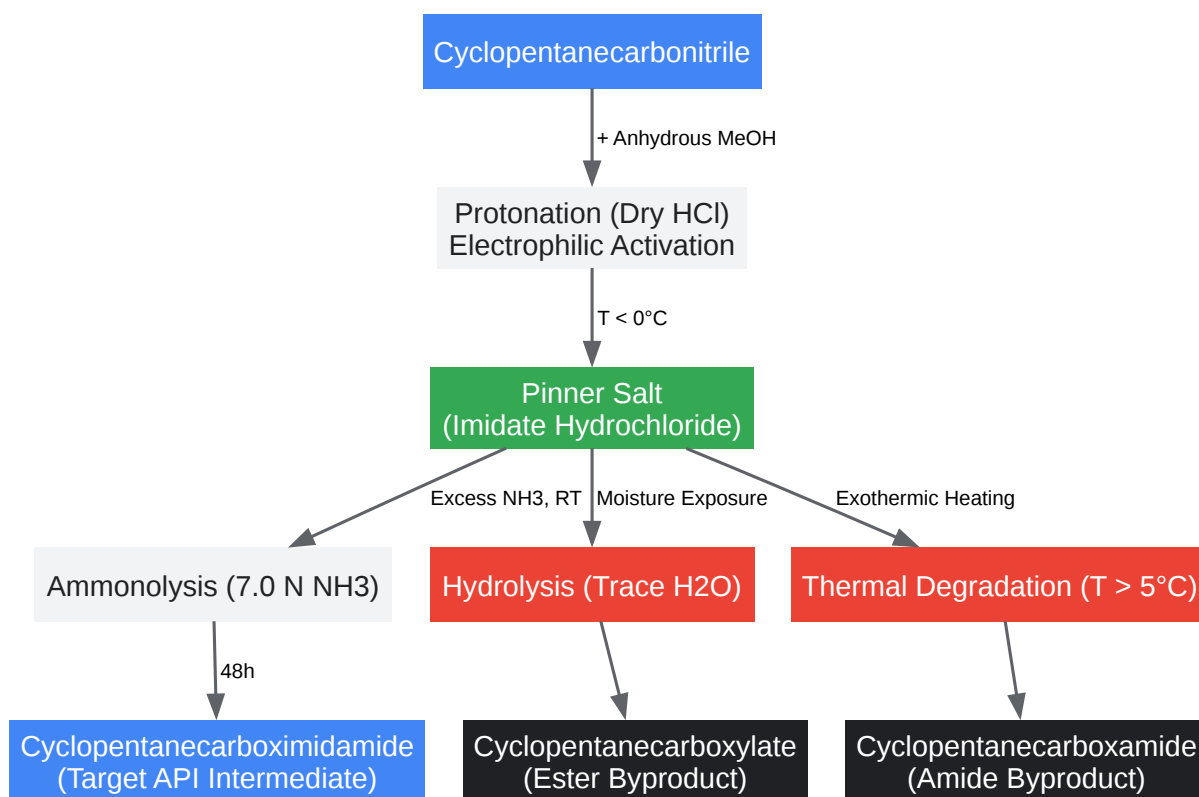 Cyclopentanecarbonitrile
+ Anhydrous MeOH
Protonation (Dry HCl)
Electrophilic Activation
T < 0°C
Pinner Salt
(Imidate Hydrochloride)
Excess NH3, RT
Moisture Exposure
Exothermic Heating
Ammonolysis (7.0 N NH3)
Hydrolysis (Trace H2O)
Thermal Degradation (T > 5°C)
48h
Cyclopentanecarboximidamide
(Target API Intermediate)
Cyclopentanecarboxylate
(Ester Byproduct)
Cyclopentanecarboxamide
(Amide Byproduct)